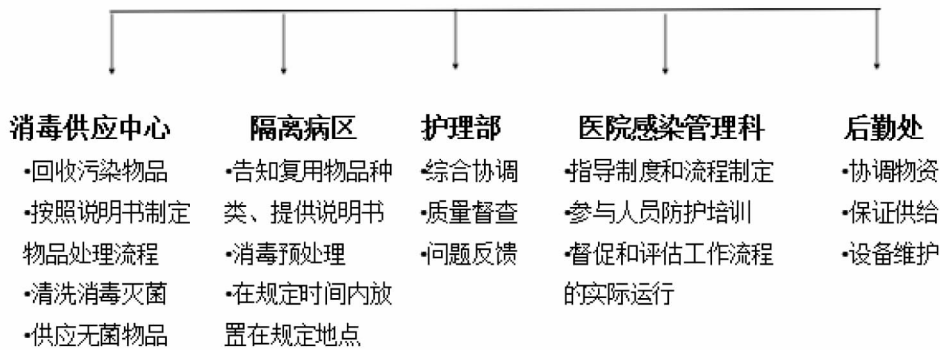 消毒供应中心
•回收污染物品
•按照说明书制定
物品处理流程
•清洗消毒灭菌
•供应无菌物品
隔离病区
•告知复用物品种
类、提供说明书
•消毒预处理
•在规定时间内放
置在规定地点
护理部
•综合协调
•质量督查
•问题反馈
医院感染管理科
•指导制度和流程制定
•参与人员防护培训
•督促和评估工作流程
的实际运行
后勤处
•协调物资
•保证供给
•设备维护